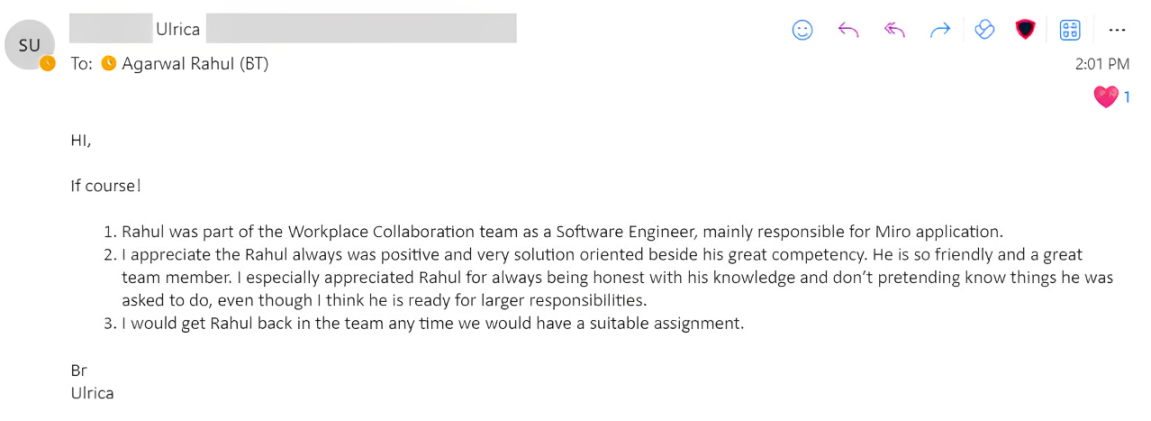 SU
Ulrica
To: Agarwal Rahul (BT)
2:01 PM
1
HI,
If course!
1. Rahul was part of the Workplace Collaboration team as a Software Engineer, mainly responsible for Miro application.
2. I appreciate the Rahul always was positive and very solution oriented beside his great competency. He is so friendly and a great
team member. I especially appreciated Rahul for always being honest with his knowledge and don’t pretending know things he was
asked to do, even though I think he is ready for larger responsibilities.
3. I would get Rahul back in the team any time we would have a suitable assignment.
Br
Ulrica